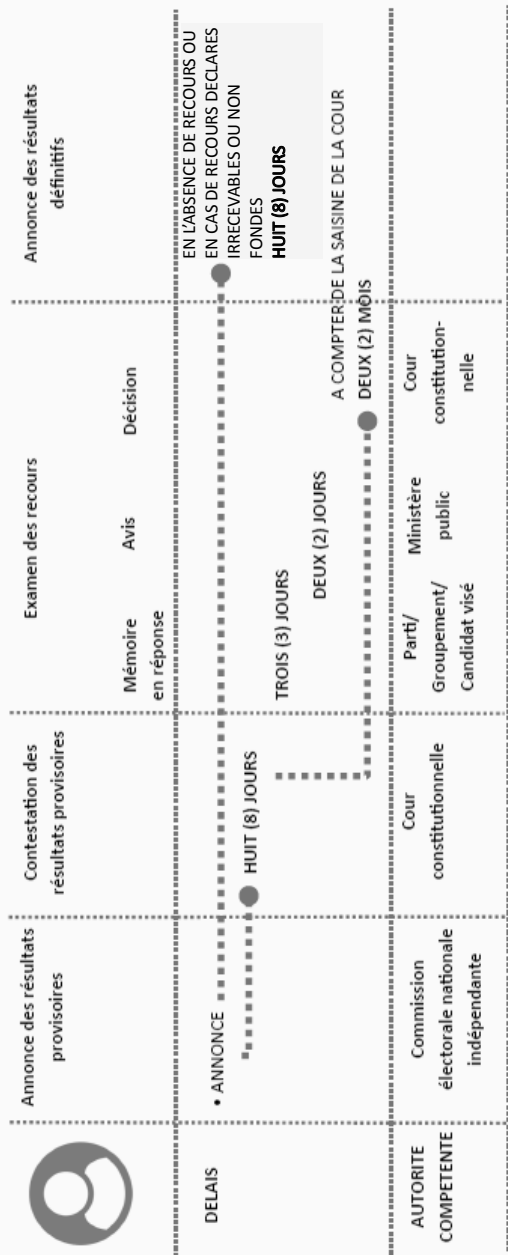 Annonce des résultats
provisoires
Contestation des
résultats provisoires
Examen des recours
Mémoire
en réponse
Avis
Décision
Annonce des résultats
définitifs
DELAIS
• ANNONCE
HUIT (8) JOURS
TROIS (3) JOURS
DEUX (2) JOURS
A COMPTER DE LA SAISINE DE LA COUR
DEUX (2) MOIS
EN L'ABSENCE DE RECOURS OU
EN CAS DE RECOURS DECLARES
IRRECEVABLES OU NON
FONDES
HUIT (8) JOURS
AUTORITE
COMPETENTE
Commission
électorale nationale
indépendante
Cour
constitutionnelle
Parti/
Groupement/
Candidat visé
Ministère
public
Cour
constitution-
nelle